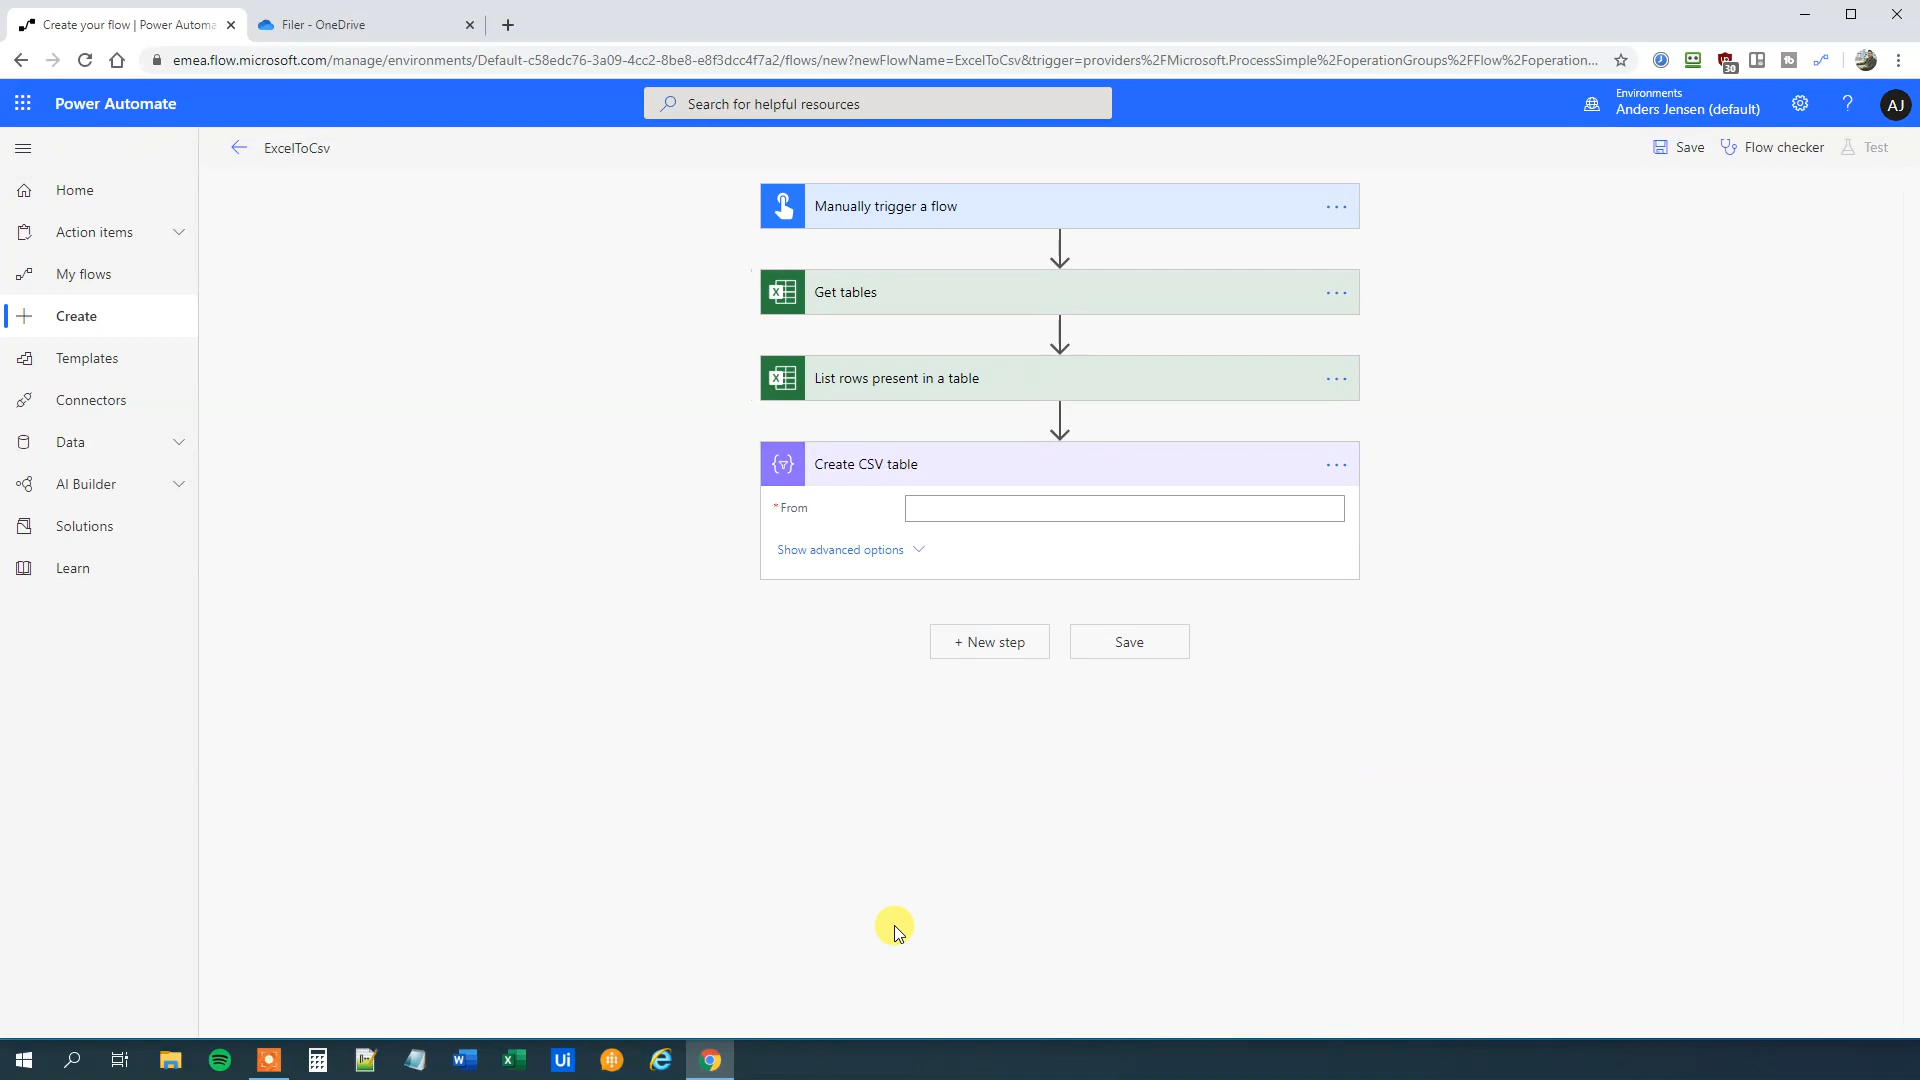 Create your flow | Power Automa
Filer - OneDrive
emea.flow.microsoft.com/manage/environments/Default-c58edc76-3a09-4cc2-8be8-e8f3dcc4f7a2/flows/new?newFlowName=ExcelToCsv&trigger=providers%2FMicrosoft.ProcessSimple%2FoperationGroups%2FFlow%2Foperation...
30
Power Automate
Search for helpful resources
Environments
Anders Jensen (default)
?
AJ
ExcelToCsv
Save
Flow checker
Test
Home
Action items
My flows
Create
Templates
Connectors
Data
AI Builder
Solutions
Learn
Manually trigger a flow
...
Get tables
...
List rows present in a table
...
Create CSV table
...
* From
Show advanced options
+ New step
Save
Ui